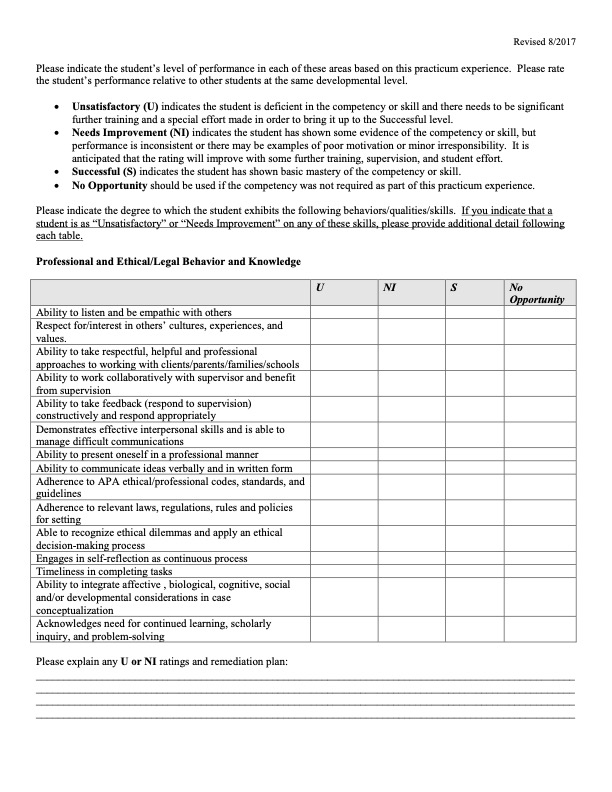 Revised 8/2017
Please indicate the student's level of performance in each of these areas based on this practicum experience.  Please rate
the student's performance relative to other students at the same developmental level.
• Unsatisfactory (U) indicates the student is deficient in the competency or skill and there needs to be significant
further training and a special effort made in order to bring it up to the Successful level.
• Needs Improvement (NI) indicates the student has shown some evidence of the competency or skill, but
performance is inconsistent or there may be examples of poor motivation or minor irresponsibility.  It is
anticipated that the rating will improve with some further training, supervision, and student effort.
• Successful (S) indicates the student has shown basic mastery of the competency or skill.
• No Opportunity should be used if the competency was not required as part of this practicum experience.
Please indicate the degree to which the student exhibits the following behaviors/qualities/skills.  If you indicate that a
student is as "Unsatisfactory" or "Needs Improvement" on any of these skills, please provide additional detail following
each table.
Professional and Ethical/Legal Behavior and Knowledge
U NI S No
Opportunity
Ability to listen and be empathic with others
Respect for/interest in others' cultures, experiences, and
values.
Ability to take respectful, helpful and professional
approaches to working with clients/parents/families/schools
Ability to work collaboratively with supervisor and benefit
from supervision
Ability to take feedback (respond to supervision)
constructively and respond appropriately
Demonstrates effective interpersonal skills and is able to
manage difficult communications
Ability to present oneself in a professional manner
Ability to communicate ideas verbally and in written form
Adherence to APA ethical/professional codes, standards, and
guidelines
Adherence to relevant laws, regulations, rules and policies
for setting
Able to recognize ethical dilemmas and apply an ethical
decision-making process
Engages in self-reflection as continuous process
Timeliness in completing tasks
Ability to integrate affective , biological, cognitive, social
and/or developmental considerations in case
conceptualization
Acknowledges need for continued learning, scholarly
inquiry, and problem-solving
Please explain any U or NI ratings and remediation plan: